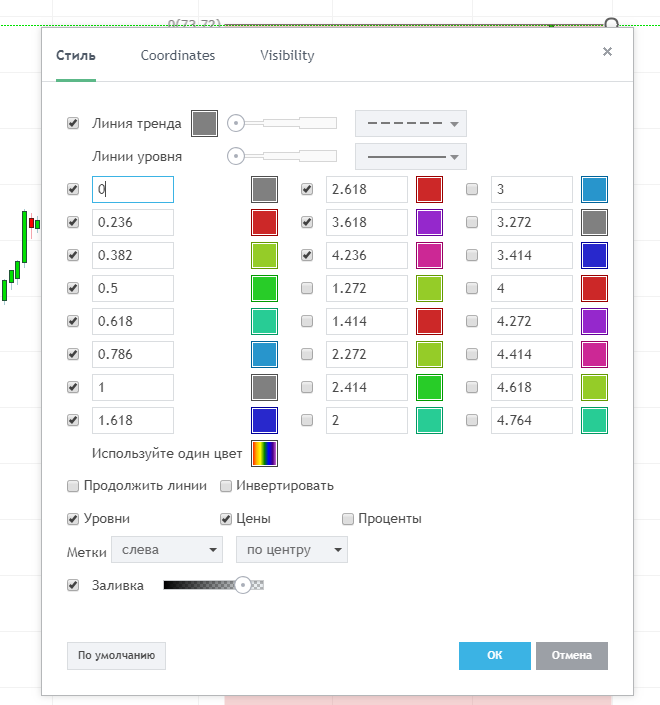 0(73.72)
Стиль Coordinates Visibility ×
Линия тренда
Линии уровня
0 2.618 3
0.236 3.618 3.272
0.382 4.236 3.414
0.5 1.272 4
0.618 1.414 4.272
0.786 2.272 4.414
1 2.414 4.618
1.618 2 4.764
Используйте один цвет
Продолжить линии Инвертировать
Уровни Цены Проценты
Метки слева по центру
Заливка
По умолчанию ОК Отмена